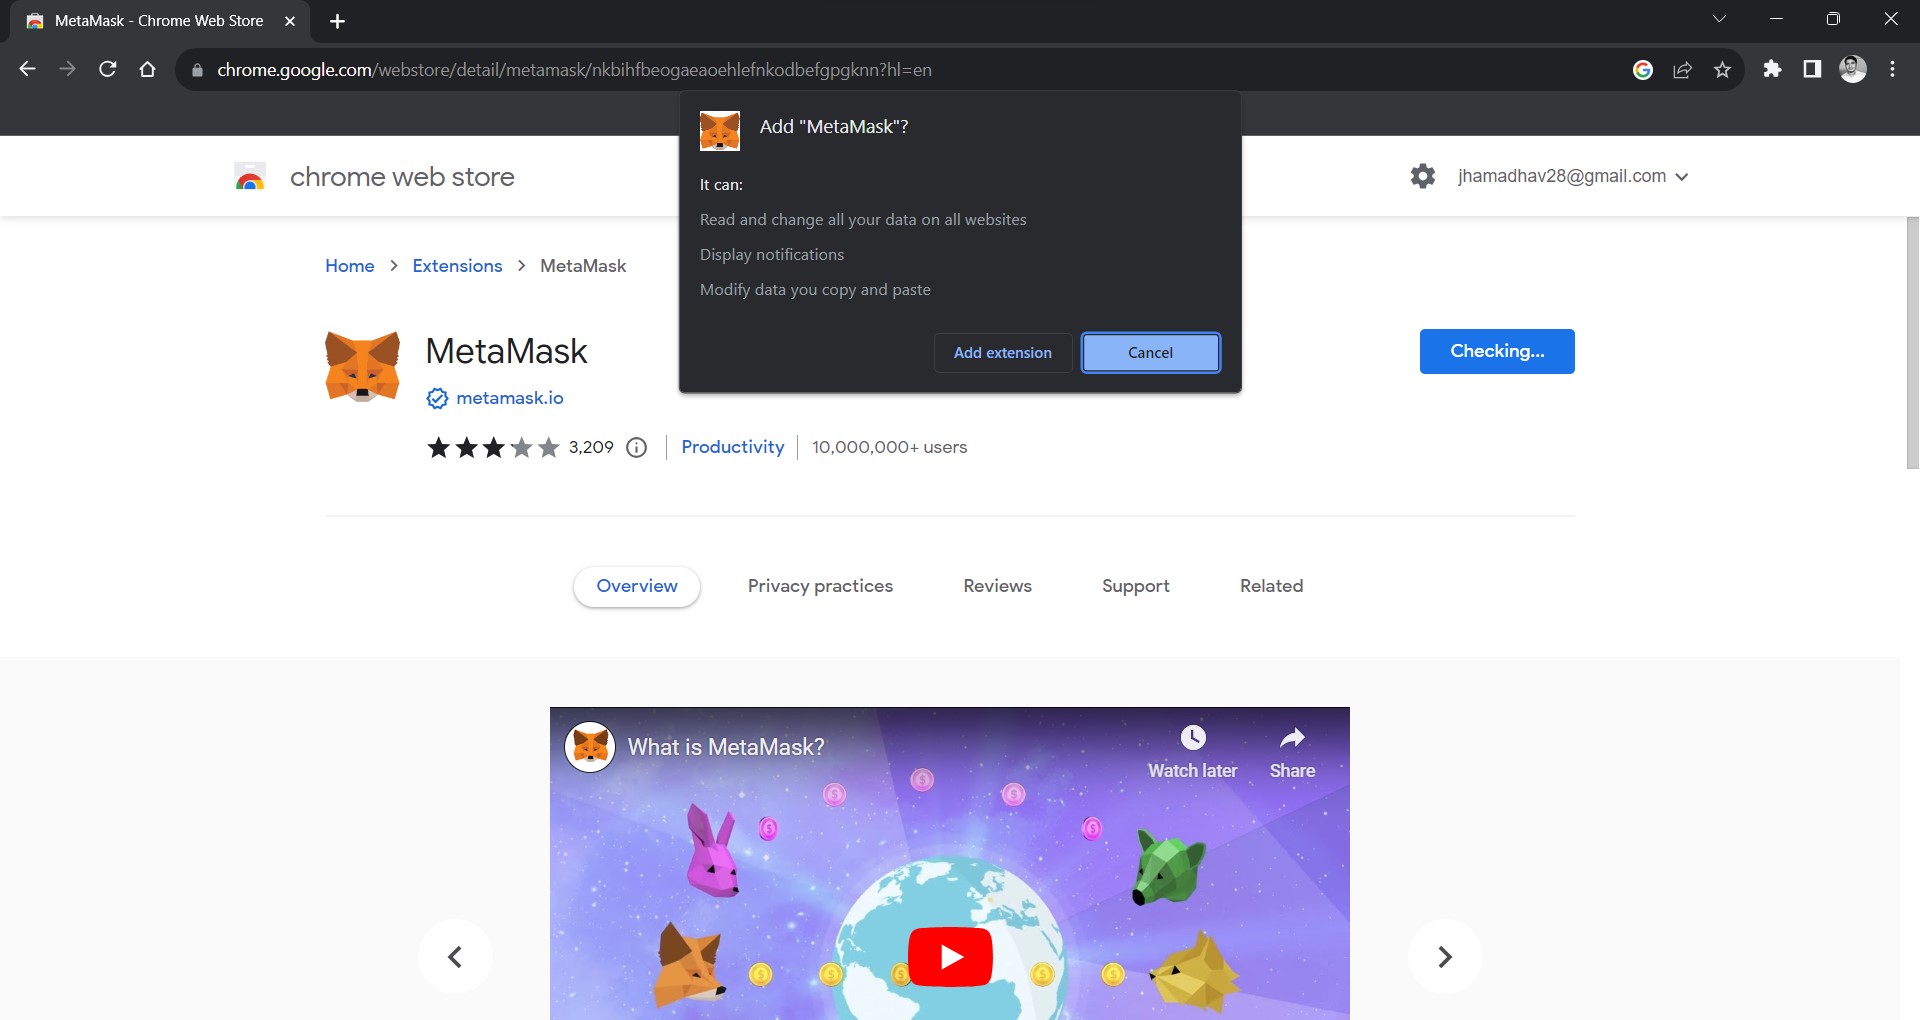 MetaMask - Chrome Web Store
chrome.google.com/webstore/detail/metamask/nkbihfbeogaeaoehlefnkodbefgpgknn?hl=en
Add "MetaMask"?
It can:
Read and change all your data on all websites
Display notifications
Modify data you copy and paste
Add extension
Cancel
chrome web store
jhamadhav28@gmail.com
Home > Extensions > MetaMask
MetaMask
Checking...
metamask.io
3,209
Productivity
10,000,000+ users
Overview
Privacy practices
Reviews
Support
Related
What is MetaMask?
Watch later
Share